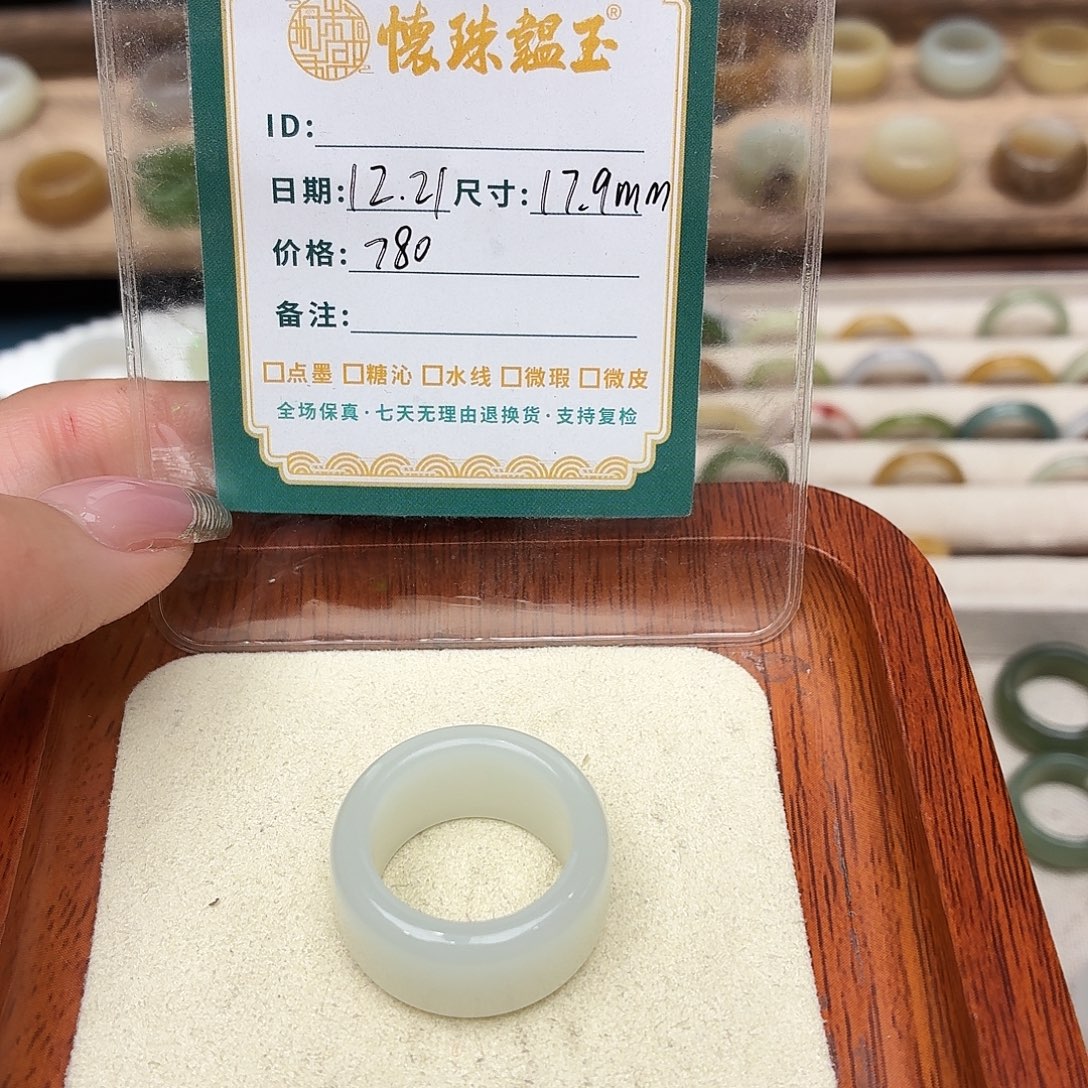 懷珠韞玉®
ID:
日期:12.21 尺寸:17.9mm
价格:780
备注:
□点墨 □糖沁 □水线 □微瑕 □微皮
全场保真·七天无理由退换货·支持复检